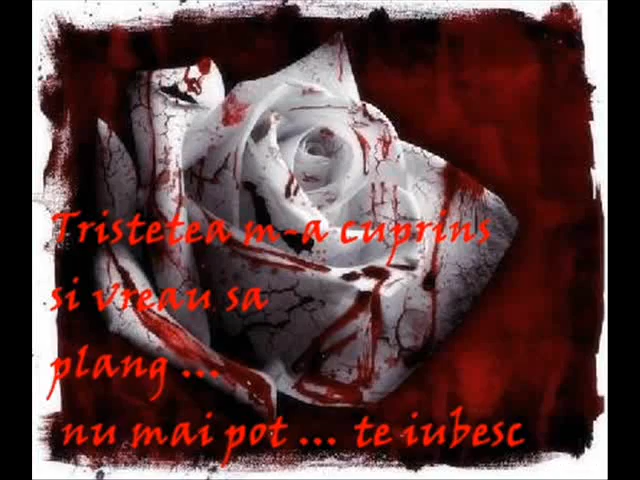 Tristetea m-a cuprins
si vreau sa
plang ...
nu mai pot ... te iubesc